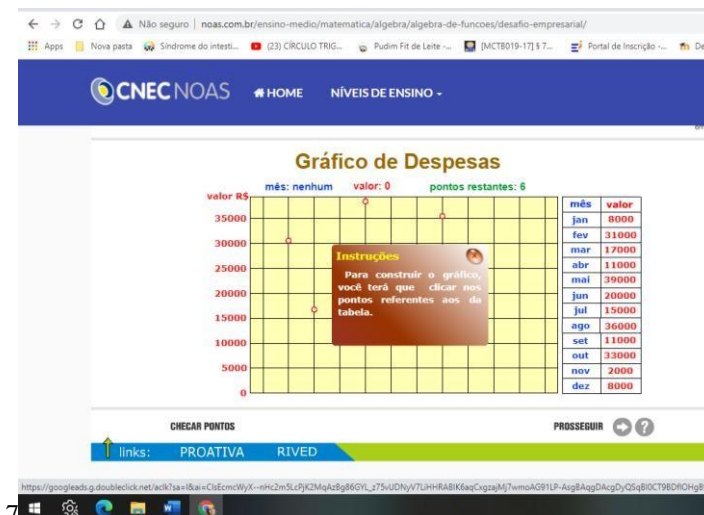 Não seguro | noas.com.br/ensino-medio/matematica/algebra/algebra-de-funcoes/desafio-empresarial/
Apps Nova pasta Síndrome do intesti... (23) CÍRCULO TRIG... Pudim Fit de Leite -... [MCTB019-17] § 7... Portal de Inscrição -... De
CNEC NOAS HOME NÍVEIS DE ENSINO
Gráfico de Despesas
mês: nenhum valor: 0 pontos restantes: 6
valor R$
35000
30000
25000
20000
15000
10000
5000
0
Instruções
Para construir o gráfico,
você terá que clicar nos
pontos referentes aos da
tabela.
mês valor
jan 8000
fev 31000
mar 17000
abr 11000
mai 39000
jun 20000
jul 15000
ago 36000
set 11000
out 33000
nov 2000
dez 8000
CHECAR PONTOS PROSSEGUIR ?
links: PROATIVA RIVED
7